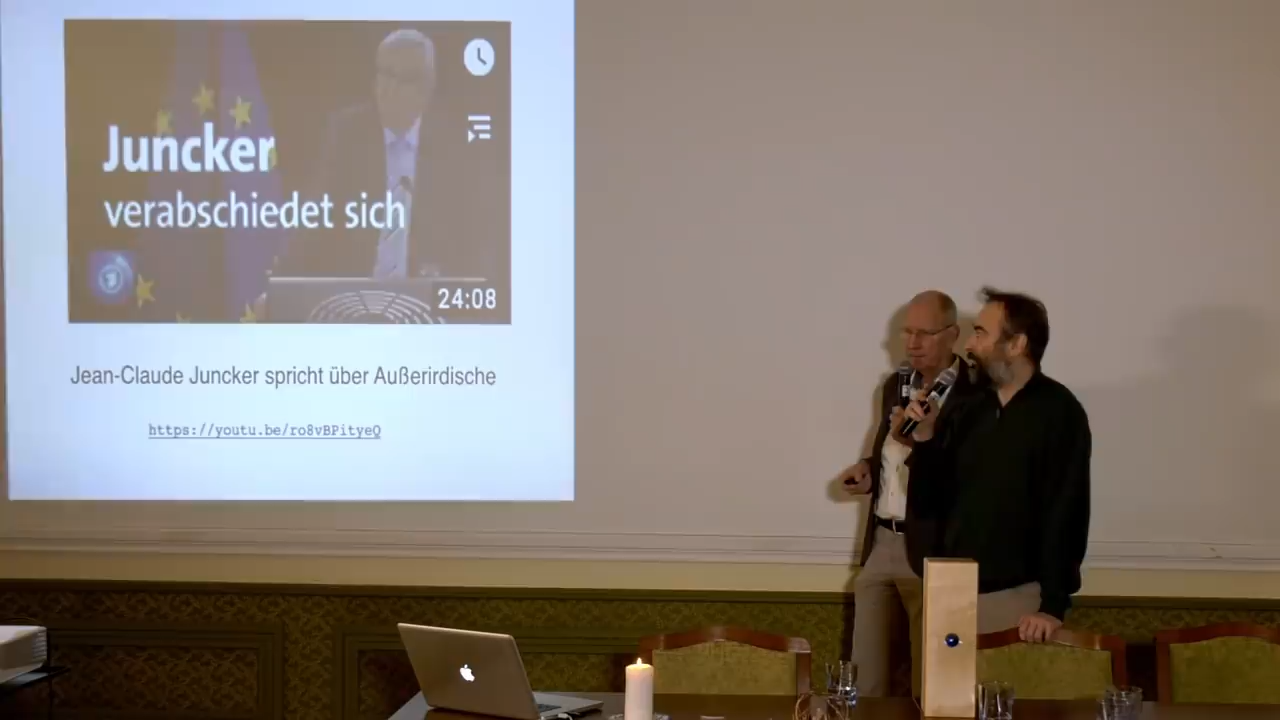 Juncker
verabschiedet sich
24:08
Jean-Claude Juncker spricht über Außerirdische
https://youtu.be/ro8vBPityeQ